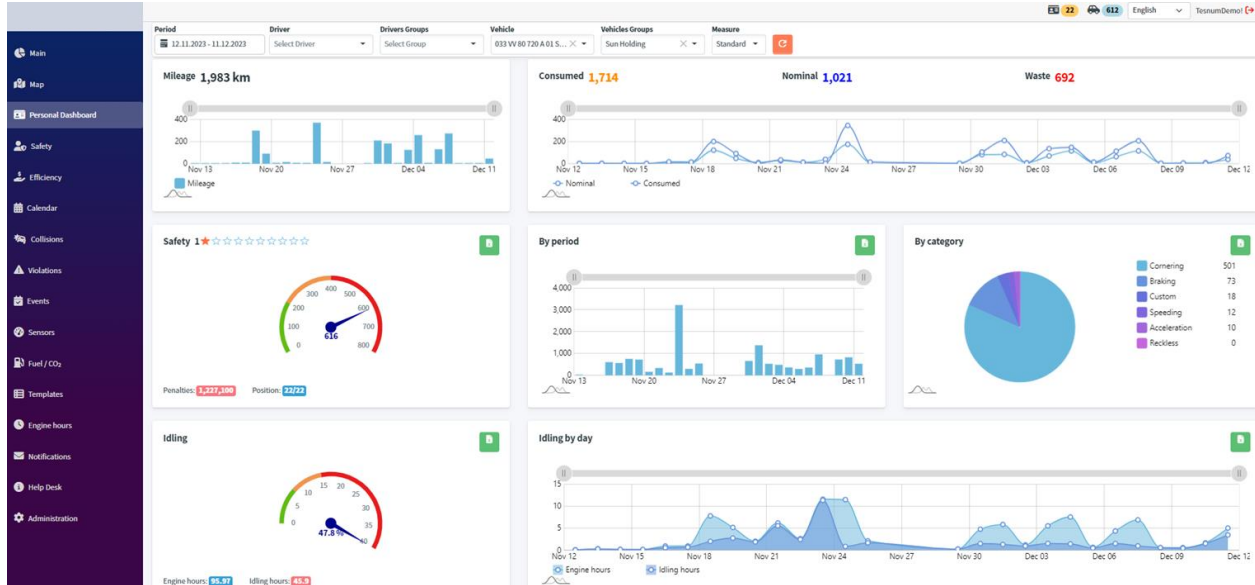 22 612 English TesnumDemo!
Main
Map
Personal Dashboard
Safety
Efficiency
Calendar
Collisions
Violations
Events
Sensors
Fuel / CO₂
Templates
Engine hours
Notifications
Help Desk
Administration
Period Driver Drivers Groups Vehicle Vehicles Groups Measure
12.11.2023 - 11.12.2023 Select Driver Select Group 033 VV 80 720 A 01 S... Sun Holding Standard
Mileage 1,983 km
400
200
0
Nov 13 Nov 20 Nov 27 Dec 04 Dec 11
Mileage
Consumed 1,714 Nominal 1,021 Waste 692
400
200
0
Nov 12 Nov 15 Nov 18 Nov 21 Nov 24 Nov 27 Nov 30 Dec 03 Dec 06 Dec 09 Dec 12
Nominal Consumed
Safety 1
0 100 200 300 400 500 600 700 800
616
Penalties: 1,227,100 Position: 22/22
By period
4,000
3,000
2,000
1,000
0
Nov 13 Nov 20 Nov 27 Dec 04 Dec 11
By category
Cornering 501
Braking 73
Custom 18
Speeding 12
Acceleration 10
Reckless 0
Idling
0 5 10 15 20 25 30 35 40
47.8 %
Engine hours: 95.97 Idling hours: 45.9
Idling by day
15
10
5
0
Nov 12 Nov 15 Nov 18 Nov 21 Nov 24 Nov 27 Nov 30 Dec 03 Dec 06 Dec 09 Dec 12
Engine hours Idling hours